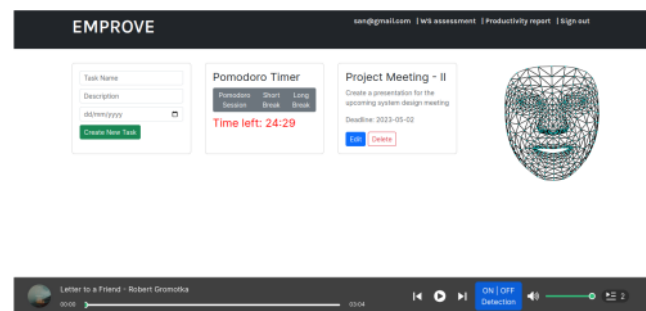 EMPROVE
san@gmail.com | WS assessment | Productivity report | Sign out
Task Name
Description
dd/mm/yyyy
Create New Task
Pomodoro Timer
Pomodoro Session
Short Break
Long Break
Time left: 24:29
Project Meeting - II
Create a presentation for the
upcoming system design meeting
Deadline: 2023-05-02
Edit
Delete
Letter to a Friend - Robert Gromotka
00:00
03:04
ON | OFF
Detection
2